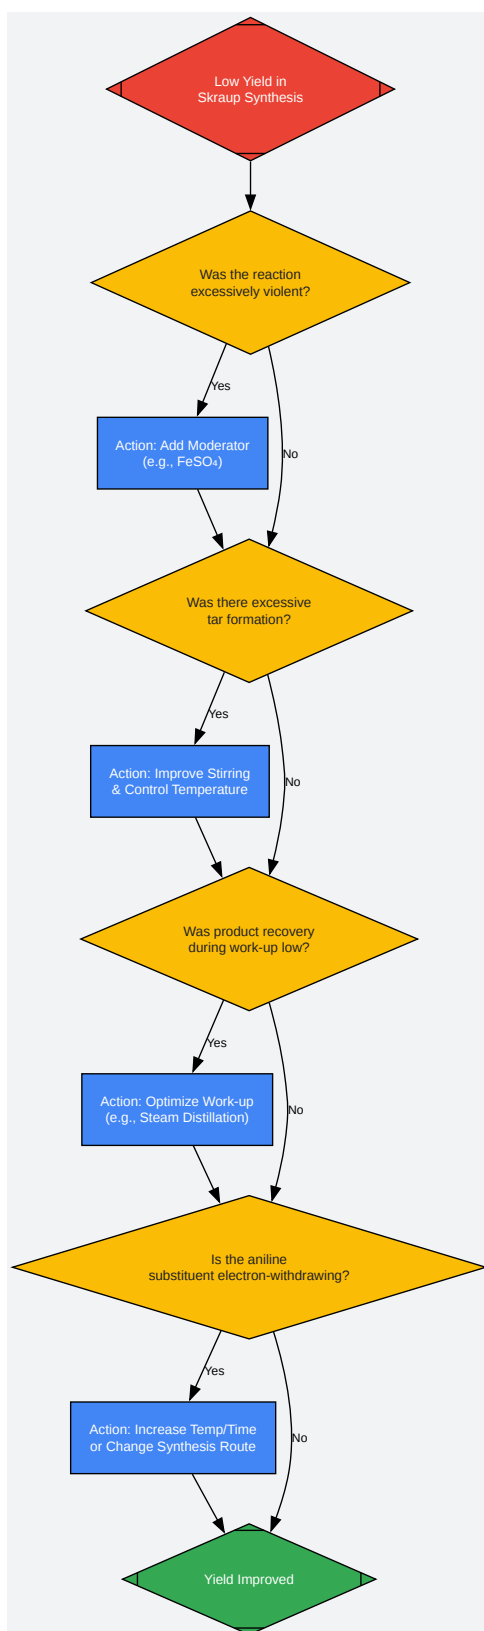 Low Yield in
Skraup Synthesis
Was the reaction
excessively violent?
Yes
Action: Add Moderator
(e.g., FeSO₄)
No
Was there excessive
tar formation?
Yes
Action: Improve Stirring
& Control Temperature
No
Was product recovery
during work-up low?
Yes
Action: Optimize Work-up
(e.g., Steam Distillation)
No
Is the aniline
substituent electron-withdrawing?
Yes
Action: Increase Temp/Time
or Change Synthesis Route
No
Yield Improved